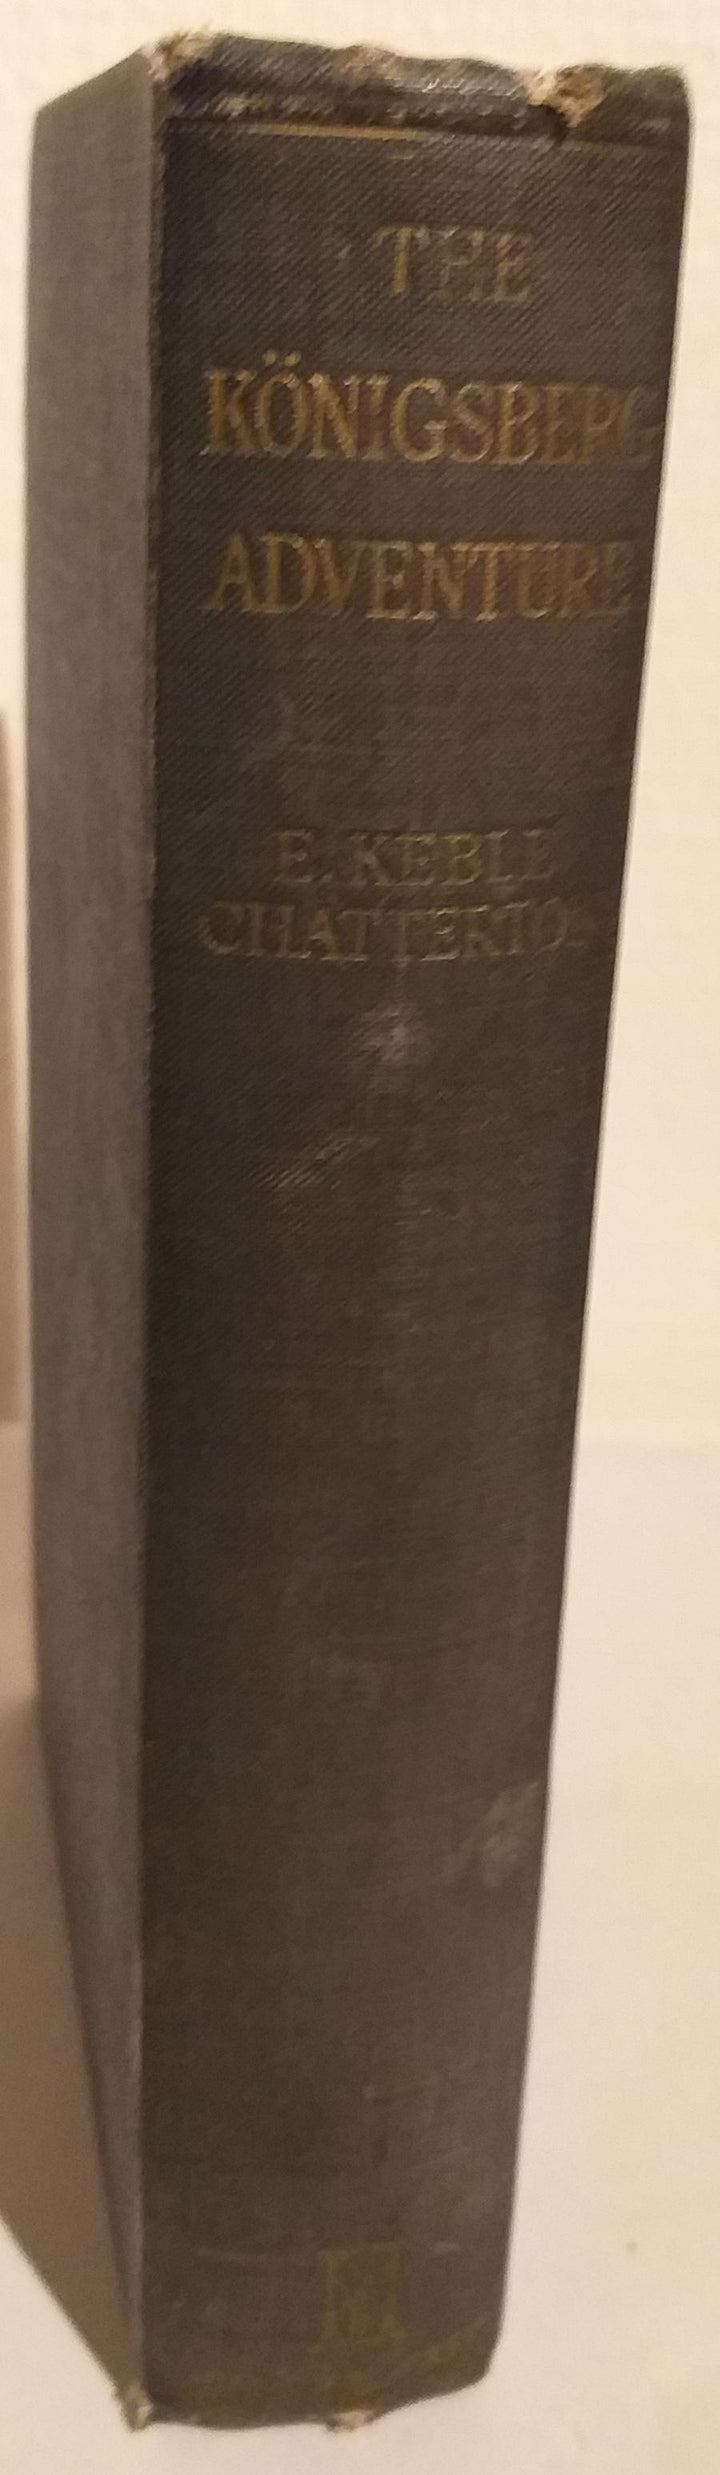 THE
KÖNIGSBERG
ADVENTURE
E. KEBLE
CHATTERTON